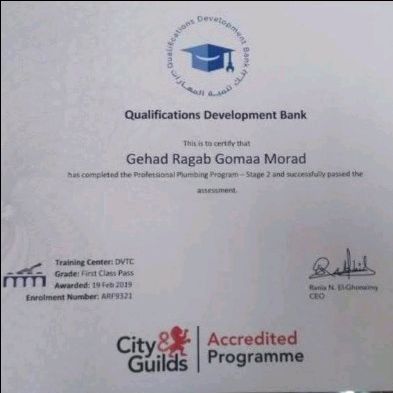 Qualifications Development Bank
بنك تنمية المهارات
Qualifications Development Bank
This is to certify that
Gehad Ragab Gomaa Morad
has completed the Professional Plumbing Program – Stage 2 and successfully passed the
assessment.
Training Center: DVTC
Grade: First Class Pass
Awarded: 19 Feb 2019
Enrolment Number: ARF9321
Rania N. El-Ghonaimy
CEO
City & Guilds
Accredited
Programme